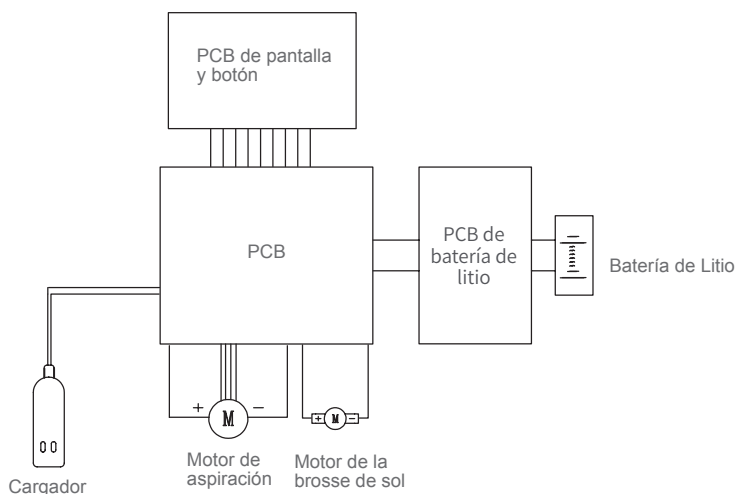 PCB de pantalla
y botón
PCB
PCB de
batería de
litio
Batería de Litio
+
M
−
+
M
−
Motor de
aspiración
Motor de la
brosse de sol
Cargador